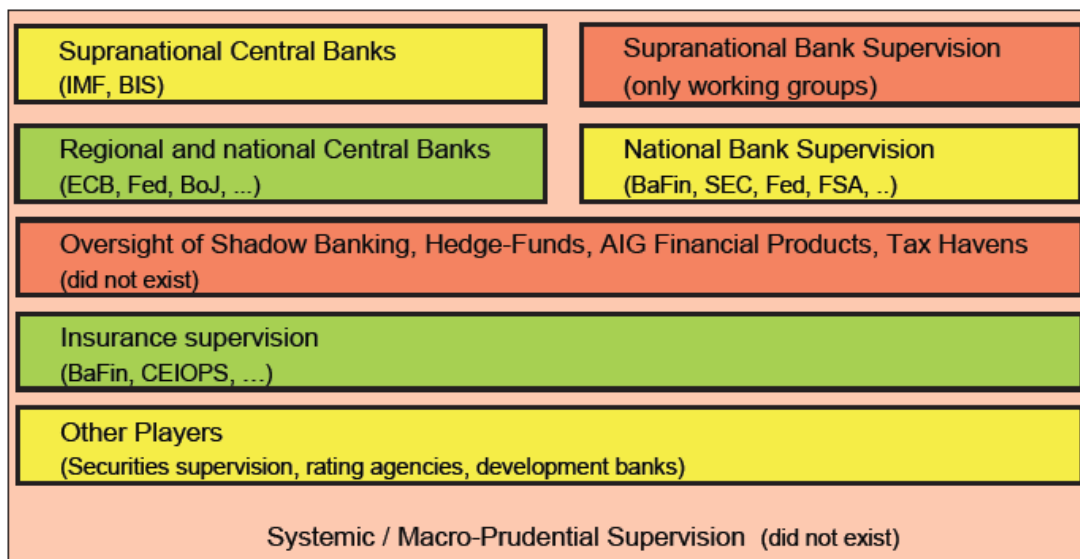 Supranational Central Banks
(IMF, BIS)
Supranational Bank Supervision
(only working groups)
Regional and national Central Banks
(ECB, Fed, BoJ, ...)
National Bank Supervision
(BaFin, SEC, Fed, FSA, ..)
Oversight of Shadow Banking, Hedge-Funds, AIG Financial Products, Tax Havens
(did not exist)
Insurance supervision
(BaFin, CEIOPS, …)
Other Players
(Securities supervision, rating agencies, development banks)
Systemic / Macro-Prudential Supervision (did not exist)